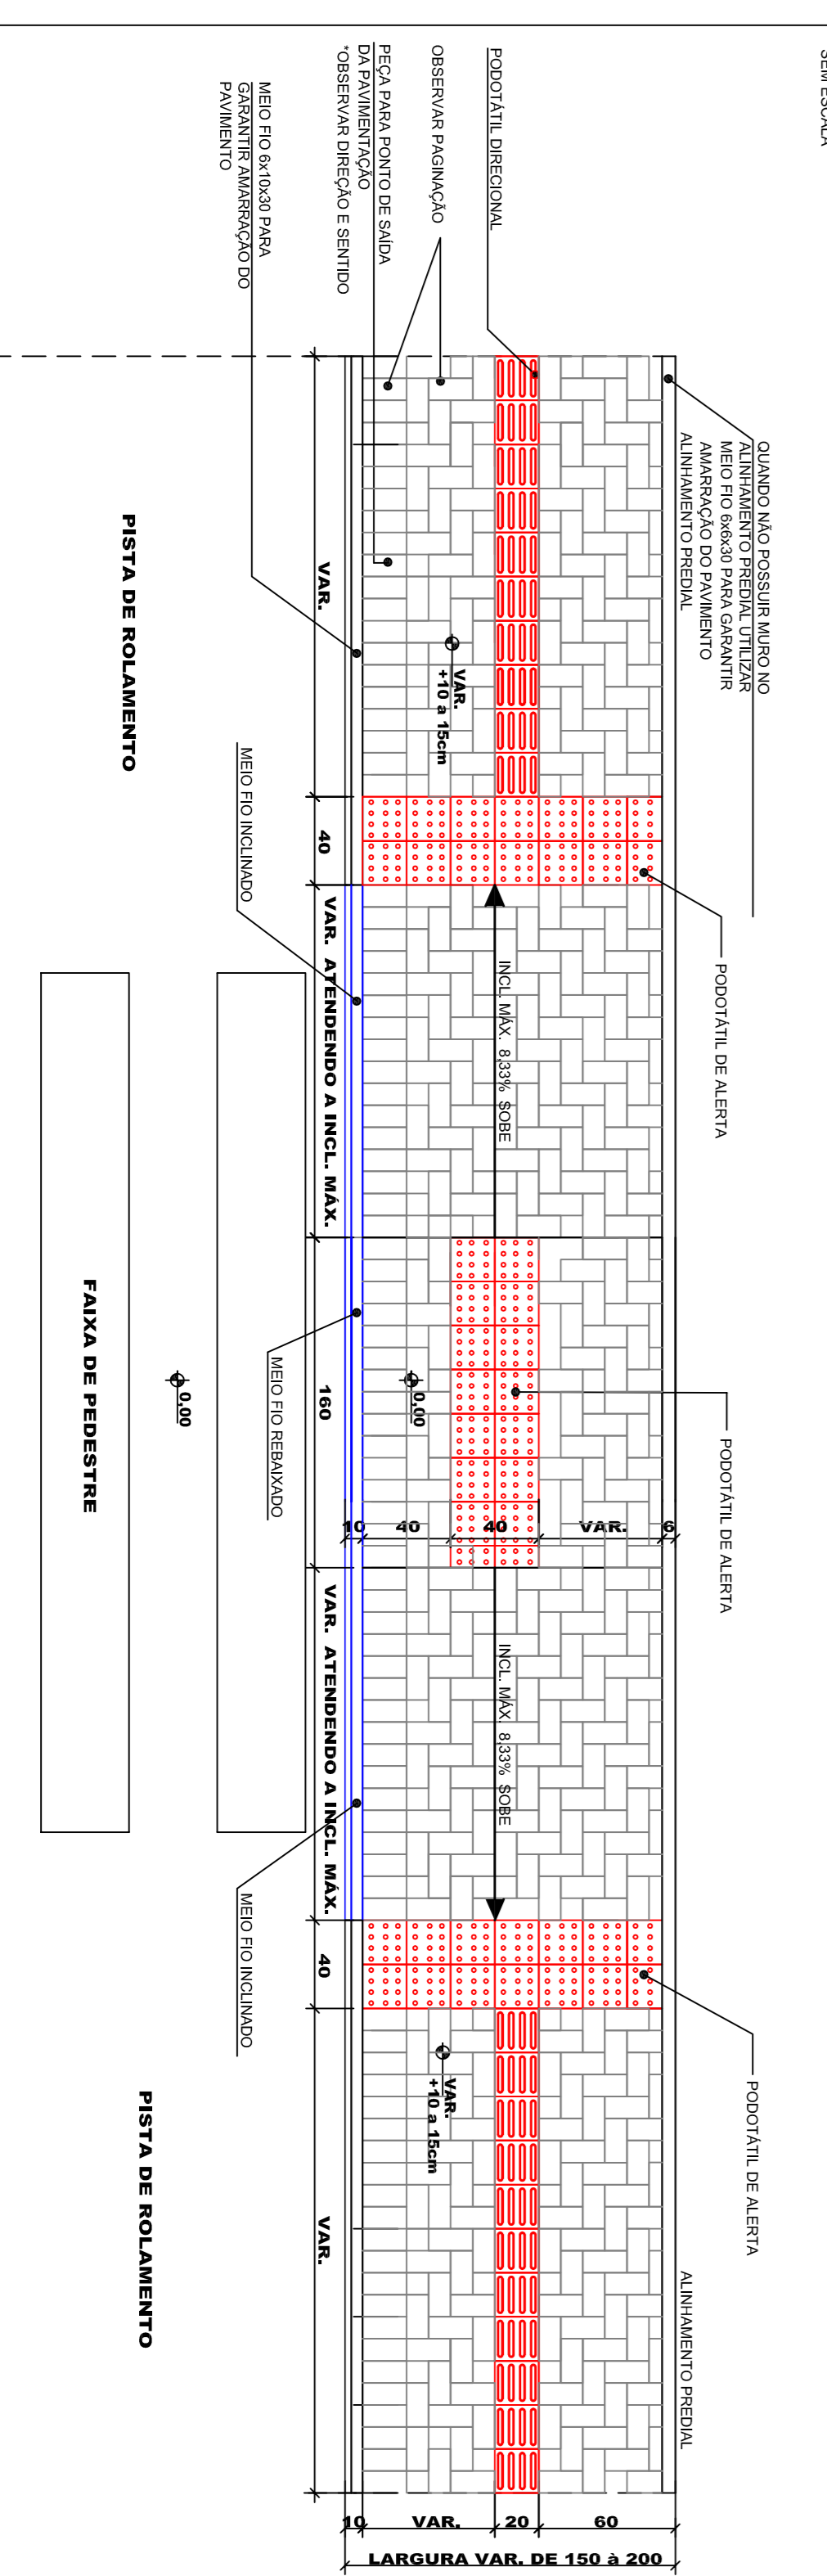 SEM ESCALA
PODOTÁTIL DIRECIONAL
OBSERVAR PAGINAÇÃO
PEÇA PARA PONTO DE SAÍDA
DA PAVIMENTAÇÃO
*OBSERVAR DIREÇÃO E SENTIDO
MEIO FIO 6x10x30 PARA
GARANTIR AMARRAÇÃO DO
PAVIMENTO
QUANDO NÃO POSSUIR MURO NO
ALINHAMENTO PREDIAL UTILIZAR
MEIO FIO 6x6x30 PARA GARANTIR
AMARRAÇÃO DO PAVIMENTO
ALINHAMENTO PREDIAL
PISTA DE ROLAMENTO
VAR.
VAR.
+10 a 15cm
MEIO FIO INCLINADO
40
PODOTÁTIL DE ALERTA
VAR. ATENDENDO A INCL. MÁX.
INCL. MÁX. 8,33% SOBE
FAIXA DE PEDESTRE
0,00
MEIO FIO REBAIXADO
160
0,00
PODOTÁTIL DE ALERTA
10
40
40
VAR.
6
VAR. ATENDENDO A INCL. MÁX.
INCL. MÁX. 8,33% SOBE
MEIO FIO INCLINADO
40
PODOTÁTIL DE ALERTA
VAR.
+10 a 15cm
PISTA DE ROLAMENTO
VAR.
ALINHAMENTO PREDIAL
10
VAR.
20
60
LARGURA VAR. DE 150 à 200